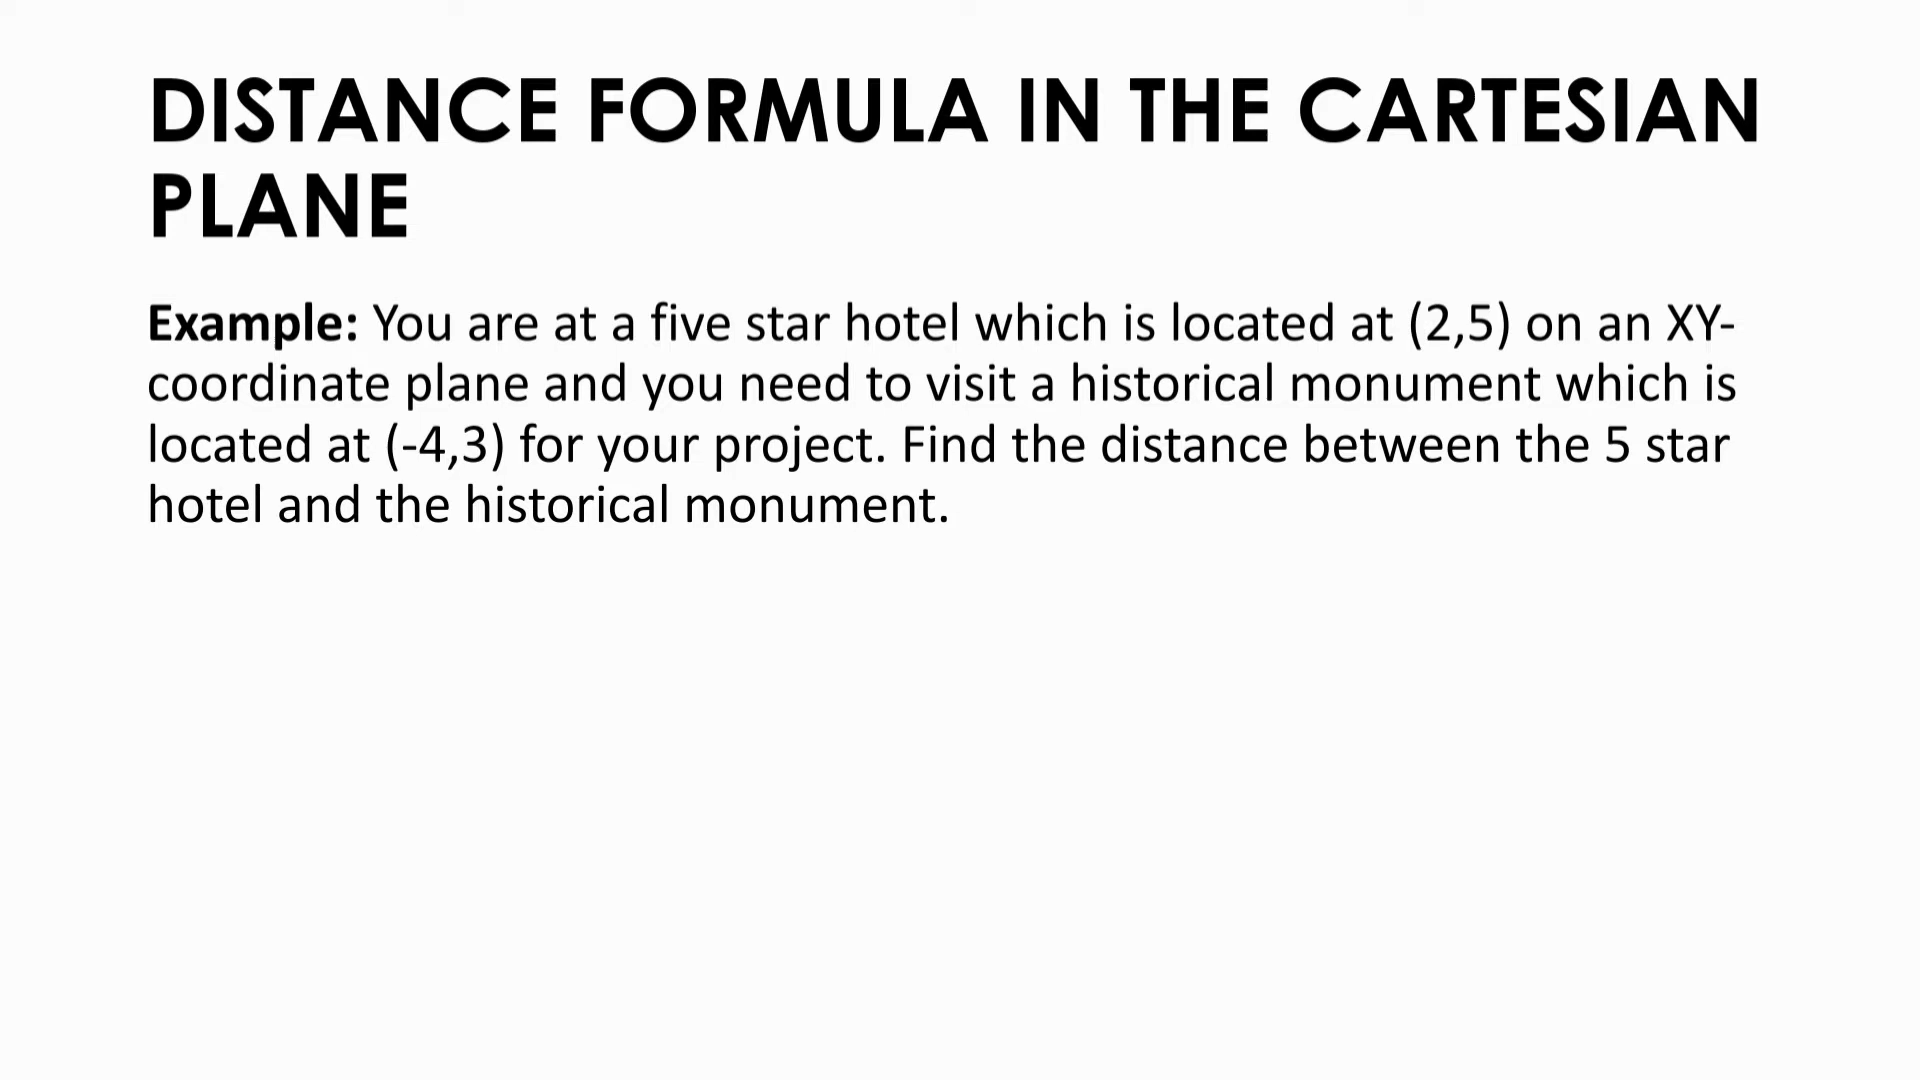 DISTANCE FORMULA IN THE CARTESIAN
PLANE
Example: You are at a five star hotel which is located at (2,5) on an XY-
coordinate plane and you need to visit a historical monument which is
located at (-4,3) for your project. Find the distance between the 5 star
hotel and the historical monument.